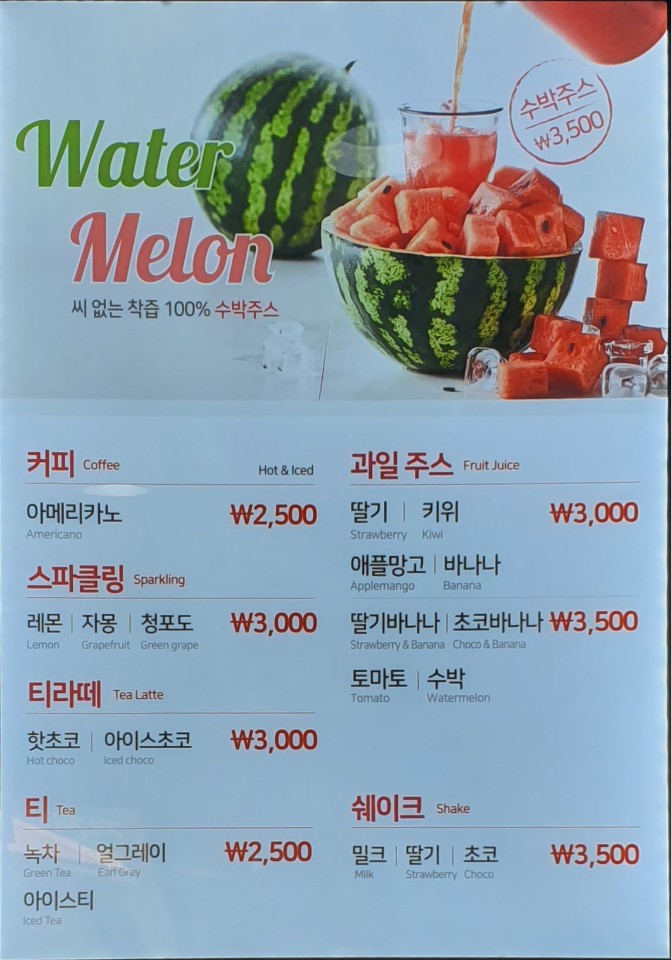 Water
Melon
씨 없는 착즙 100% 수박주스
수박주스
₩3,500
커피 Coffee Hot & Iced
아메리카노 ₩2,500
Americano
스파클링 Sparkling
레몬 | 자몽 | 청포도 ₩3,000
Lemon Grapefruit Green grape
티라떼 Tea Latte
핫초코 | 아이스초코 ₩3,000
Hot choco Iced choco
티 Tea
녹차 | 얼그레이 ₩2,500
Green Tea Earl Gray
아이스티
Iced Tea
과일 주스 Fruit Juice
딸기 | 키위 ₩3,000
Strawberry Kiwi
애플망고 | 바나나
Applemango Banana
딸기바나나 | 초코바나나 ₩3,500
Strawberry & Banana Choco & Banana
토마토 | 수박
Tomato Watermelon
쉐이크 Shake
밀크 | 딸기 | 초코 ₩3,500
Milk Strawberry Choco